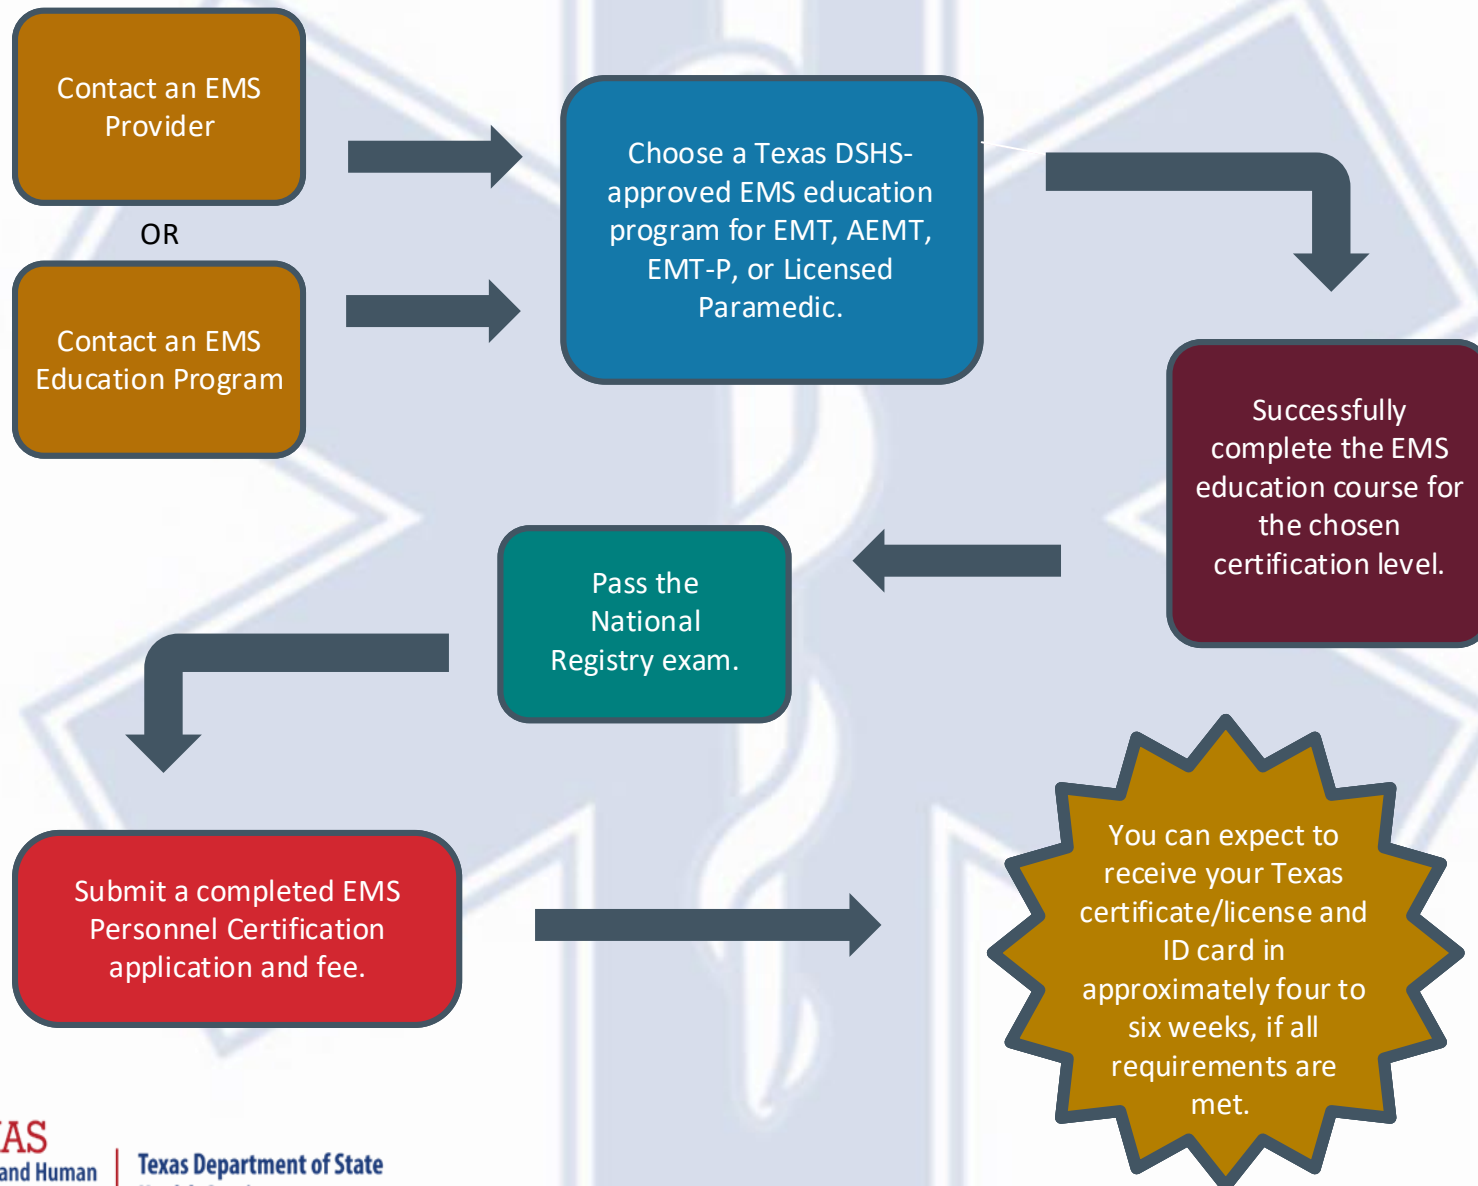 Contact an EMS
Provider
OR
Contact an EMS
Education Program
Choose a Texas DSHS-
approved EMS education
program for EMT, AEMT,
EMT-P, or Licensed
Paramedic.
Successfully
complete the EMS
education course for
the chosen
certification level.
Pass the
National
Registry exam.
Submit a completed EMS
Personnel Certification
application and fee.
You can expect to
receive your Texas
certificate/license and
ID card in
approximately four to
six weeks, if all
requirements are
met.
and Human
Texas Department of State